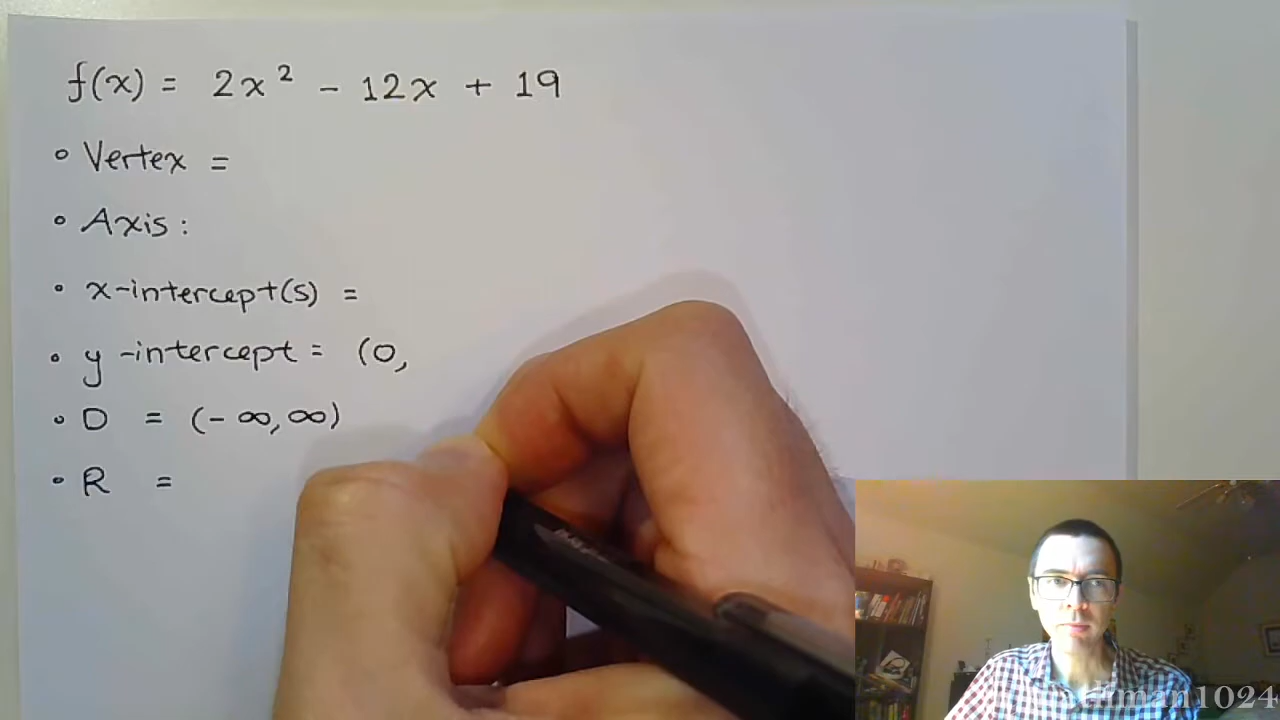 f(x) = 2x² - 12x + 19
• Vertex =
• Axis:
• x-intercept(s) =
• y-intercept = (0,
• D = (-∞,∞)
• R =